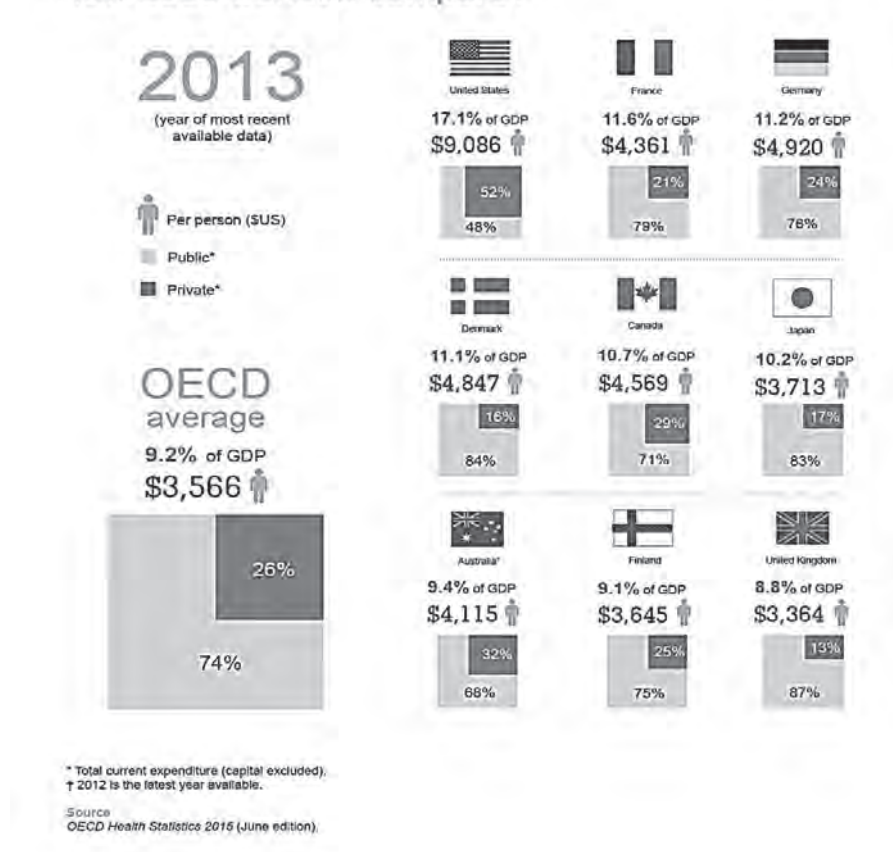 2013
(year of most recent
available data)
Per person ($US)
Public*
Private*
OECD
average
9.2% of GDP
$3,566
26%
74%
United States
17.1% of GDP
$9,086
52%
48%
France
11.6% of GDP
$4,361
21%
79%
Germany
11.2% of GDP
$4,920
24%
76%
Denmark
11.1% of GDP
$4,847
16%
84%
Canada
10.7% of GDP
$4,569
29%
71%
Japan
10.2% of GDP
$3,713
17%
83%
Australia†
9.4% of GDP
$4,115
32%
68%
Finland
9.1% of GDP
$3,645
25%
75%
United Kingdom
8.8% of GDP
$3,364
13%
87%
* Total current expenditure (capital excluded).
† 2012 is the latest year available.
Source
OECD Health Statistics 2015 (June edition).